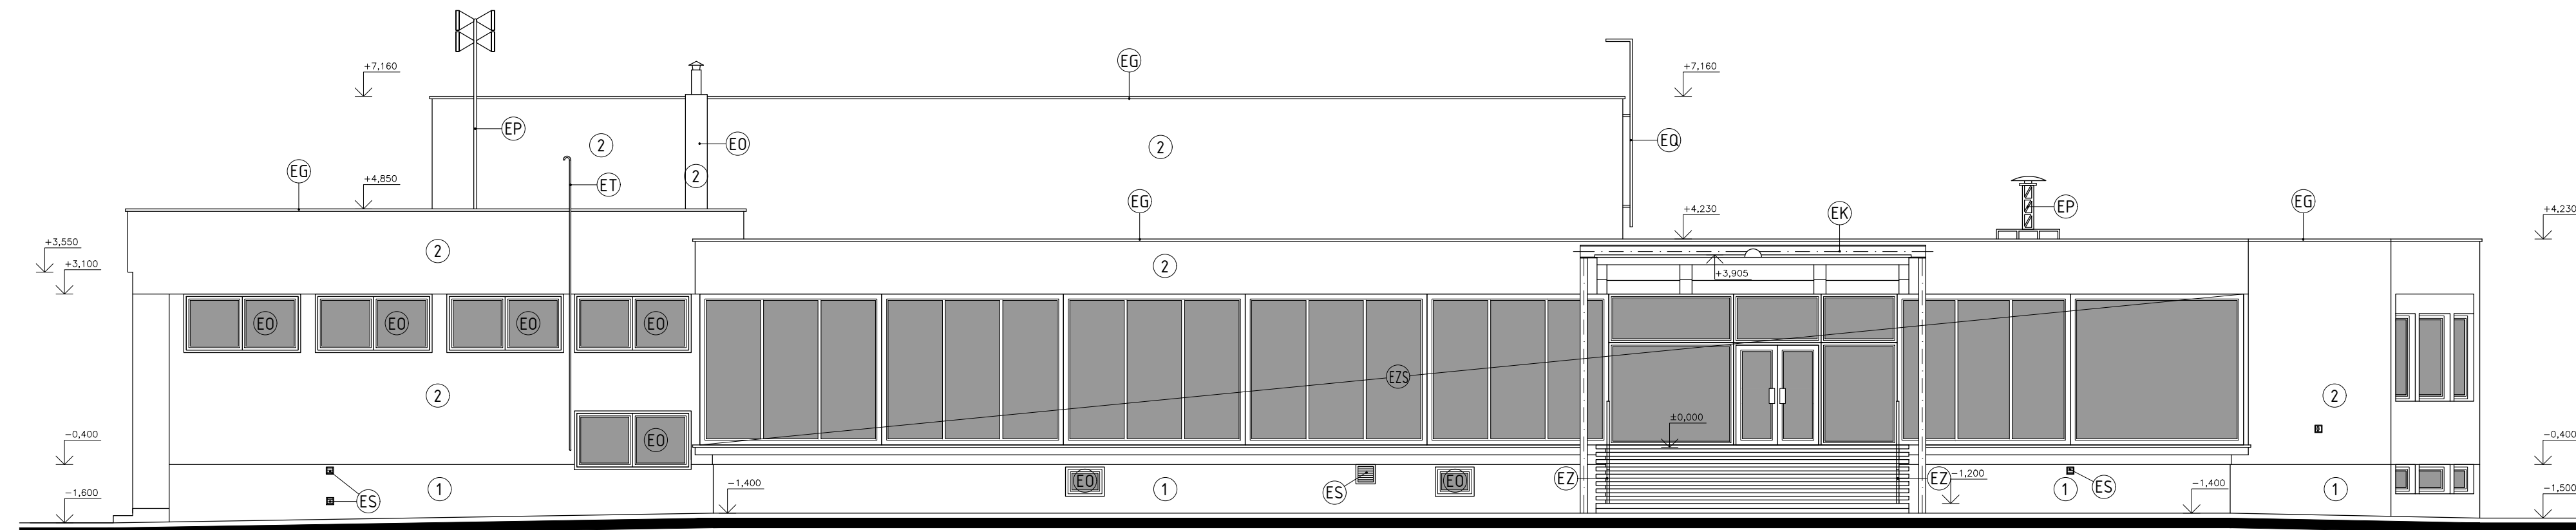 +7,160
EG
+7,160
EP
2
EO
2
EQ
EG
+4,850
ET
2
EG
+4,230
EK
EP
EG
+4,230
+3,550
+3,100
2
2
+3,905
EO
EO
EO
EO
EZS
2
±0,000
2
-0,400
EO
-0,400
ES
1
-1,400
EO
1
ES
EO
EZ
EZ
-1,200
1
ES
-1,400
1
-1,600
-1,500